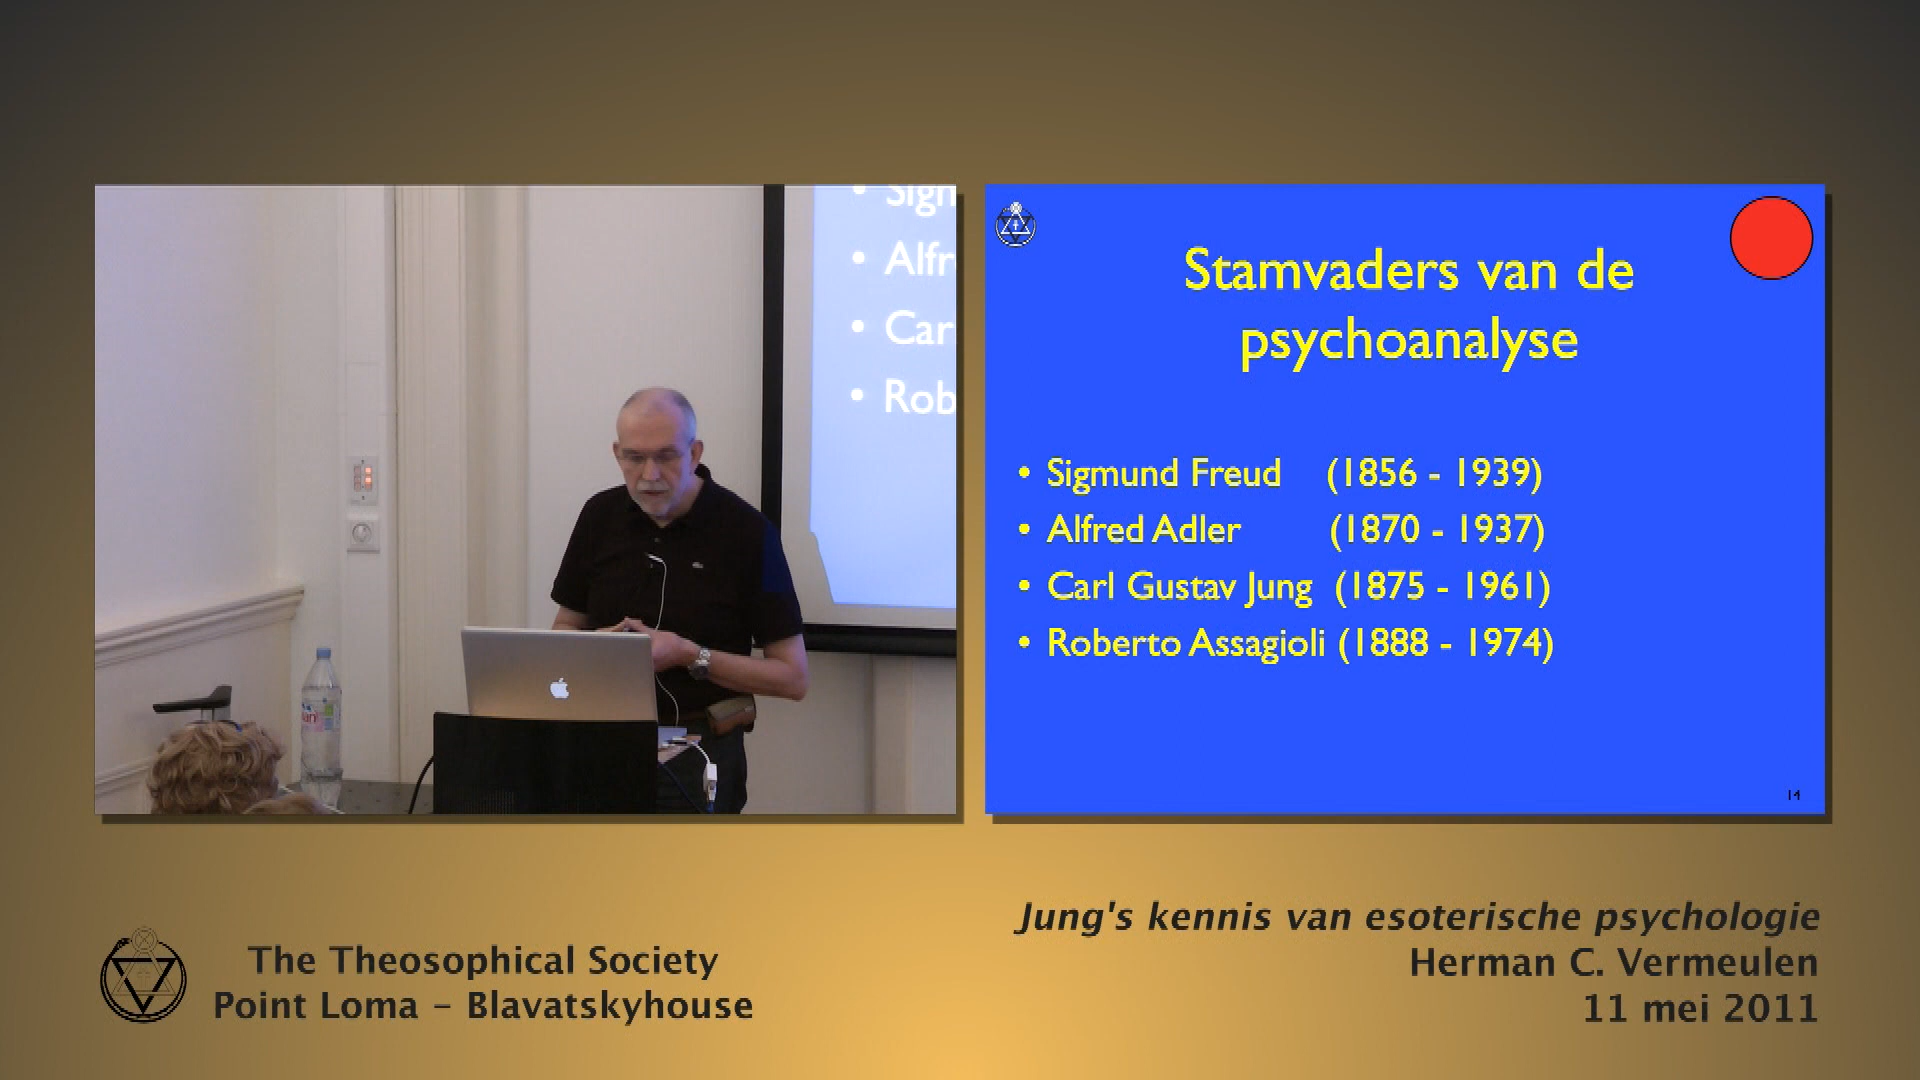 Sign
Alfr
Car
Rob
Stamvaders van de
psychoanalyse
• Sigmund Freud (1856 - 1939)
• Alfred Adler (1870 - 1937)
• Carl Gustav Jung (1875 - 1961)
• Roberto Assagioli (1888 - 1974)
14
The Theosophical Society
Point Loma – Blavatskyhouse
Jung's kennis van esoterische psychologie
Herman C. Vermeulen
11 mei 2011